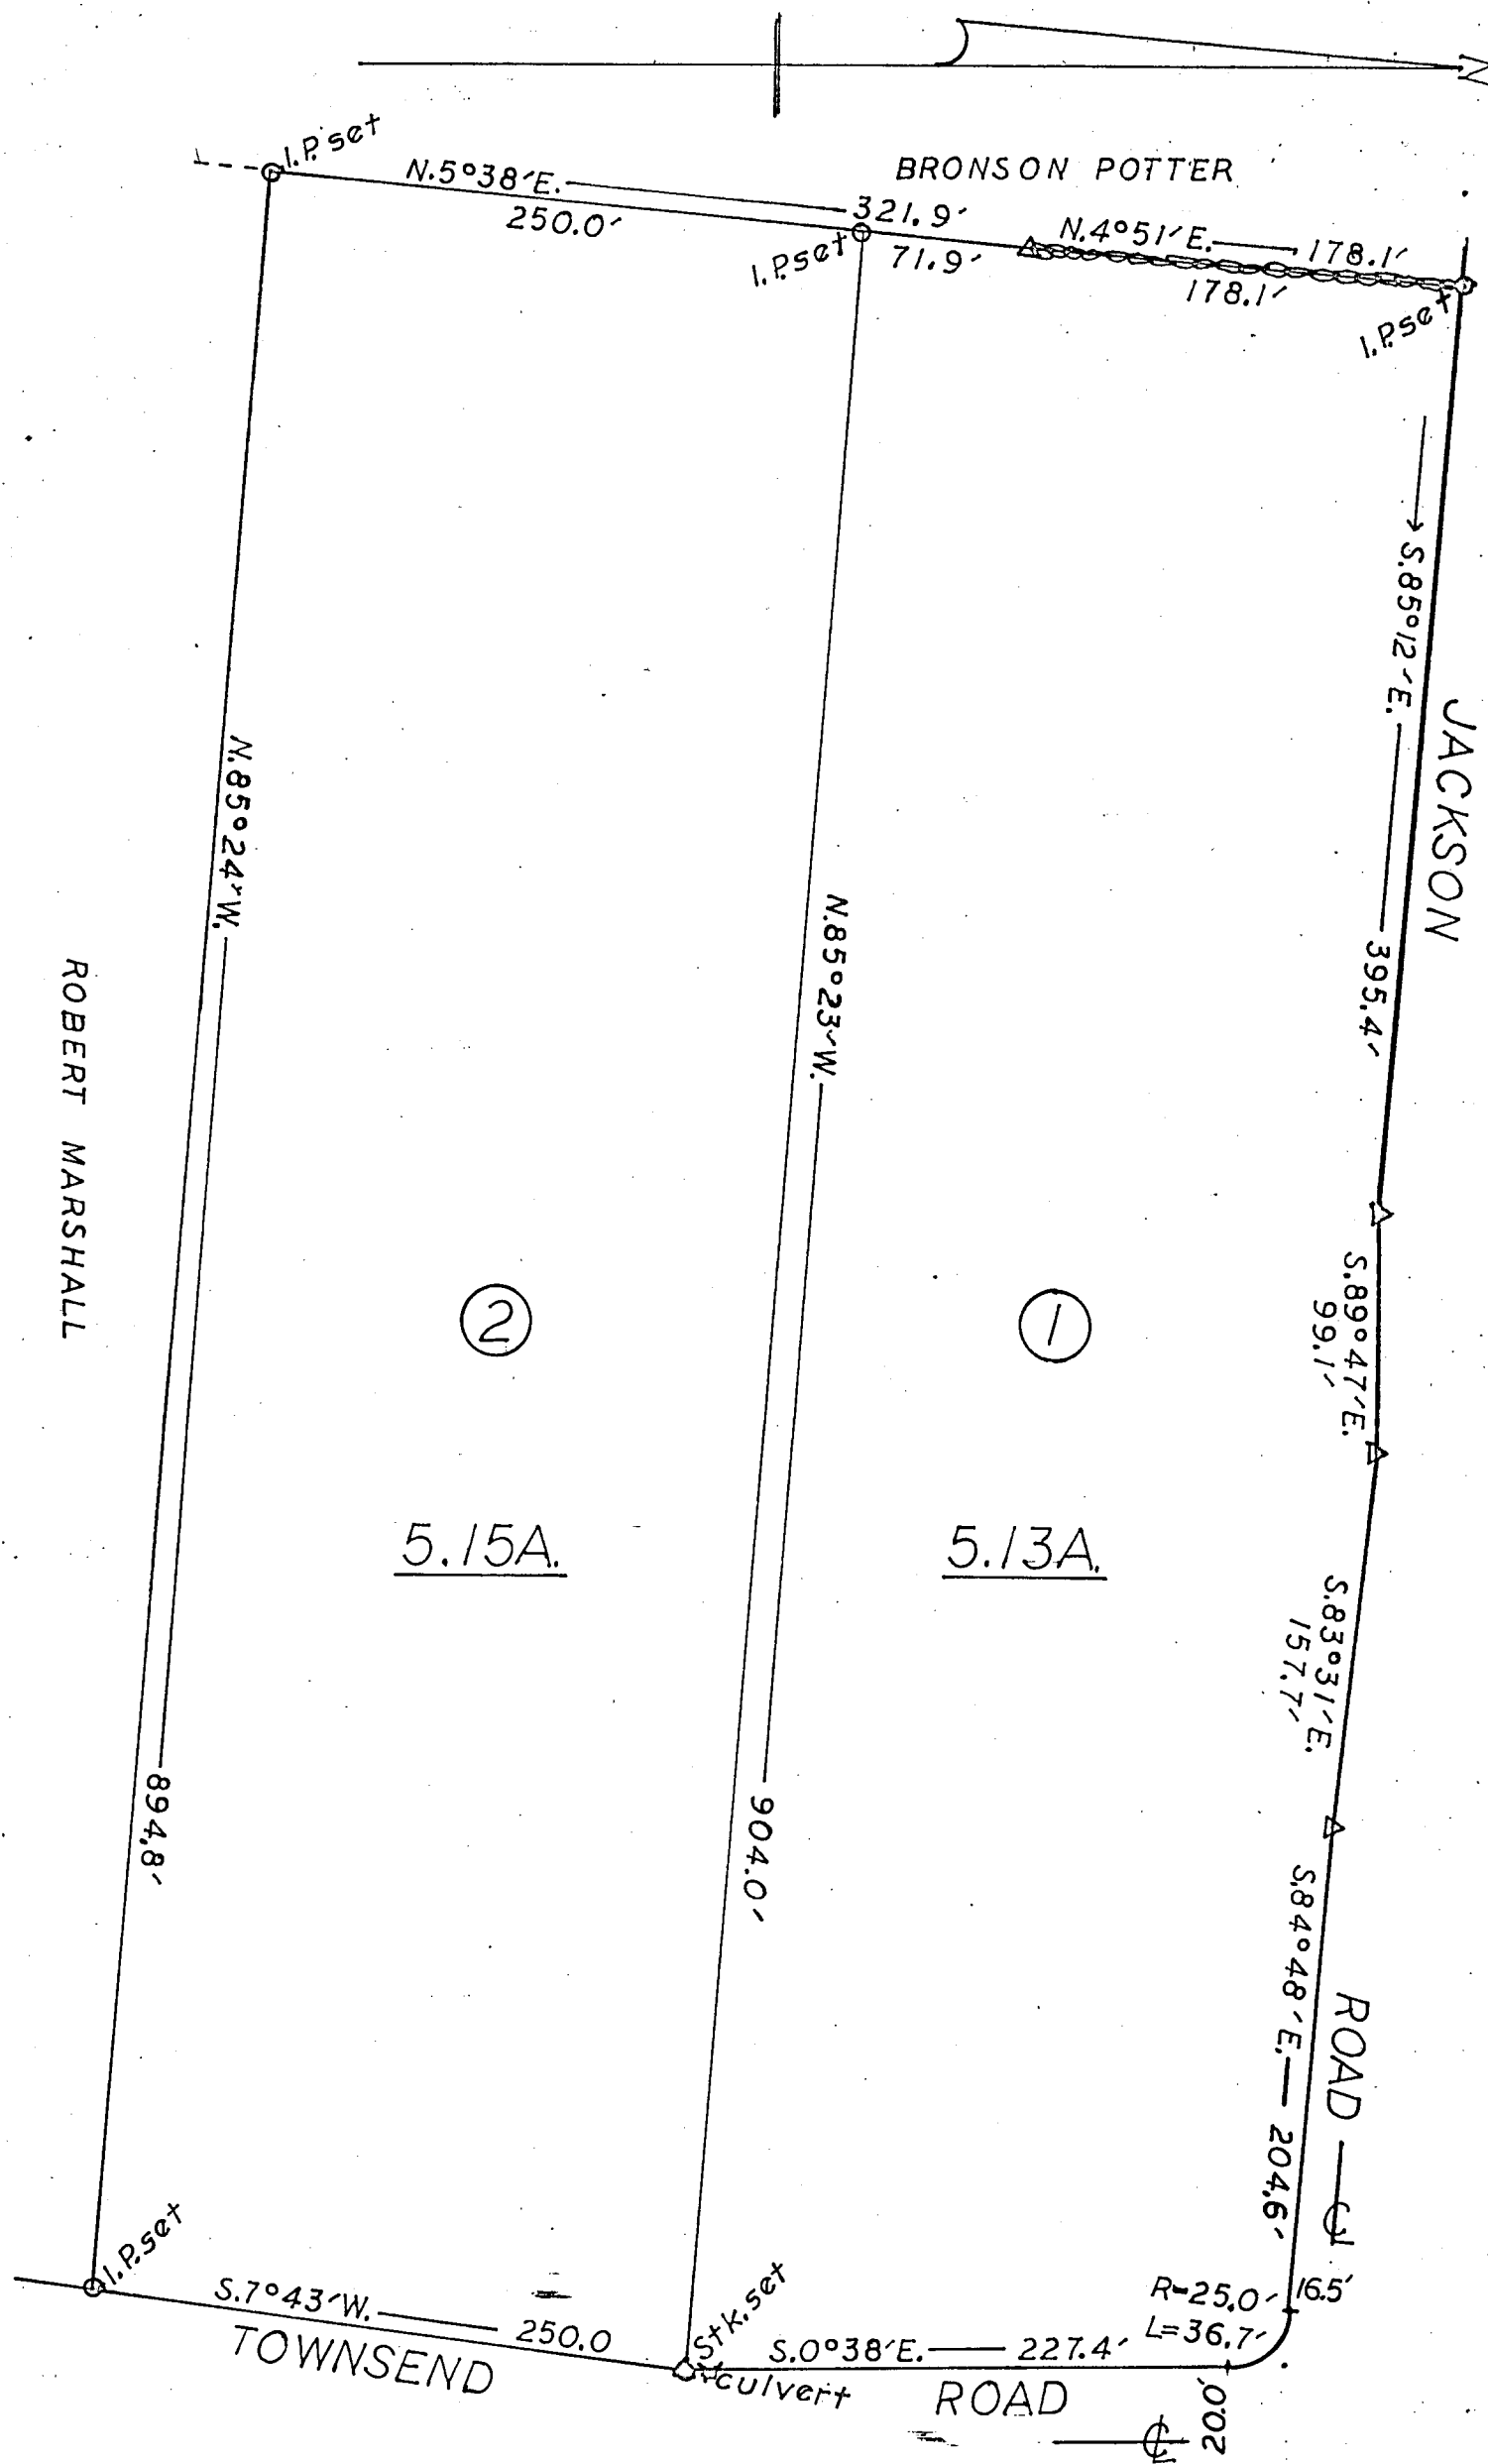 N
BRONSON POTTER
I.P. set
N.5°38'E. 321.9'
250.0'
I.P. set
71.9'
N.4°51'E. 178.1'
178.1'
I.P. set
S.85°12'E. 395.4'
JACKSON
N.85°24'W. 894.8'
N.85°23'W. 904.0'
ROBERT MARSHALL
S.89°47'E.
99.1'
2
1
5.15A.
5.13A.
S.83°31'E.
157.7'
S.84°48'E. 204.6'
ROAD ℄
I.P. set
S.7°43'W. 250.0
TOWNSEND
Stk. set
culvert
S.0°38'E. 227.4'
R=25.0'
L=36.7'
16.5'
ROAD ℄
20.0'